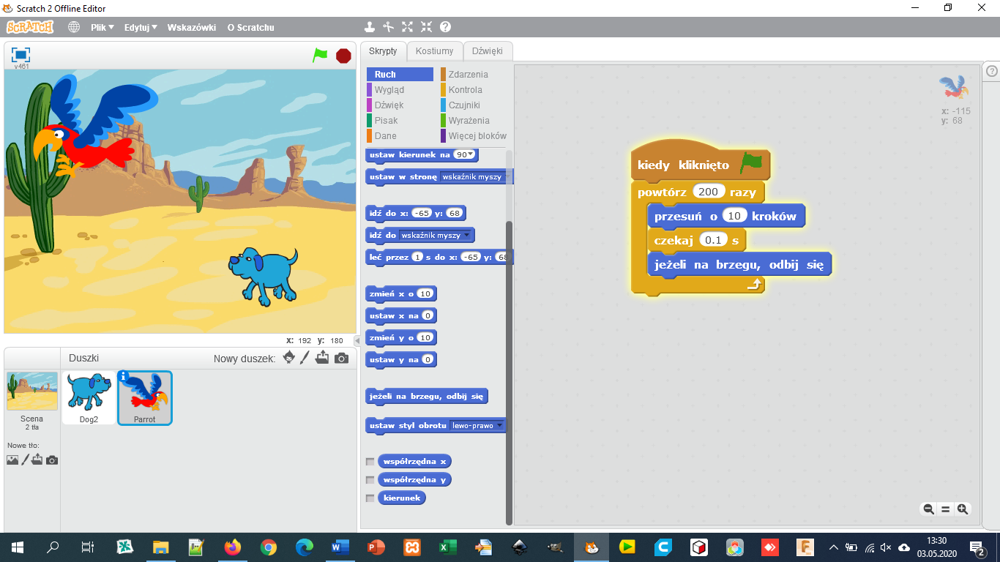 Scratch 2 Offline Editor
SCRATCH Plik Edytuj Wskazówki O Scratchu
v461
Skrypty Kostiumy Dźwięki
Ruch Zdarzenia
Wygląd Kontrola
Dźwięk Czujniki
Pisak Wyrażenia
Dane Więcej bloków
ustaw kierunek na 90
ustaw w stronę wskaźnik myszy
idź do x: -65 y: 68
idź do wskaźnik myszy
leć przez 1 s do x: -65 y: 68
zmień x o 10
ustaw x na 0
zmień y o 10
ustaw y na 0
jeżeli na brzegu, odbij się
ustaw styl obrotu lewo-prawo
współrzędna x
współrzędna y
kierunek
x: -115
y: 68
kiedy kliknięto
powtórz 200 razy
przesuń o 10 kroków
czekaj 0.1 s
jeżeli na brzegu, odbij się
x: 192 y: 180
Duszki Nowy duszek:
Scena
2 tła
Nowe tło:
Dog2
Parrot
13:30
03.05.2020
2